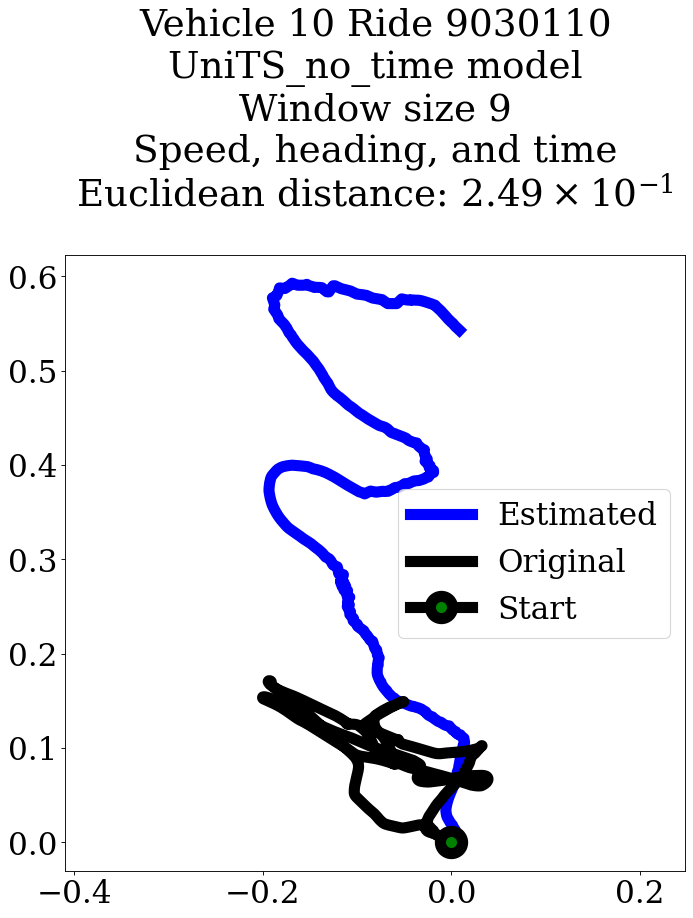 Vehicle 10 Ride 9030110
UniTS_no_time model
Window size 9
Speed, heading, and time
Euclidean distance: 2.49 × 10⁻¹
0.6
0.5
0.4
0.3
0.2
0.1
0.0
Estimated
Original
Start
−0.4
−0.2
0.0
0.2